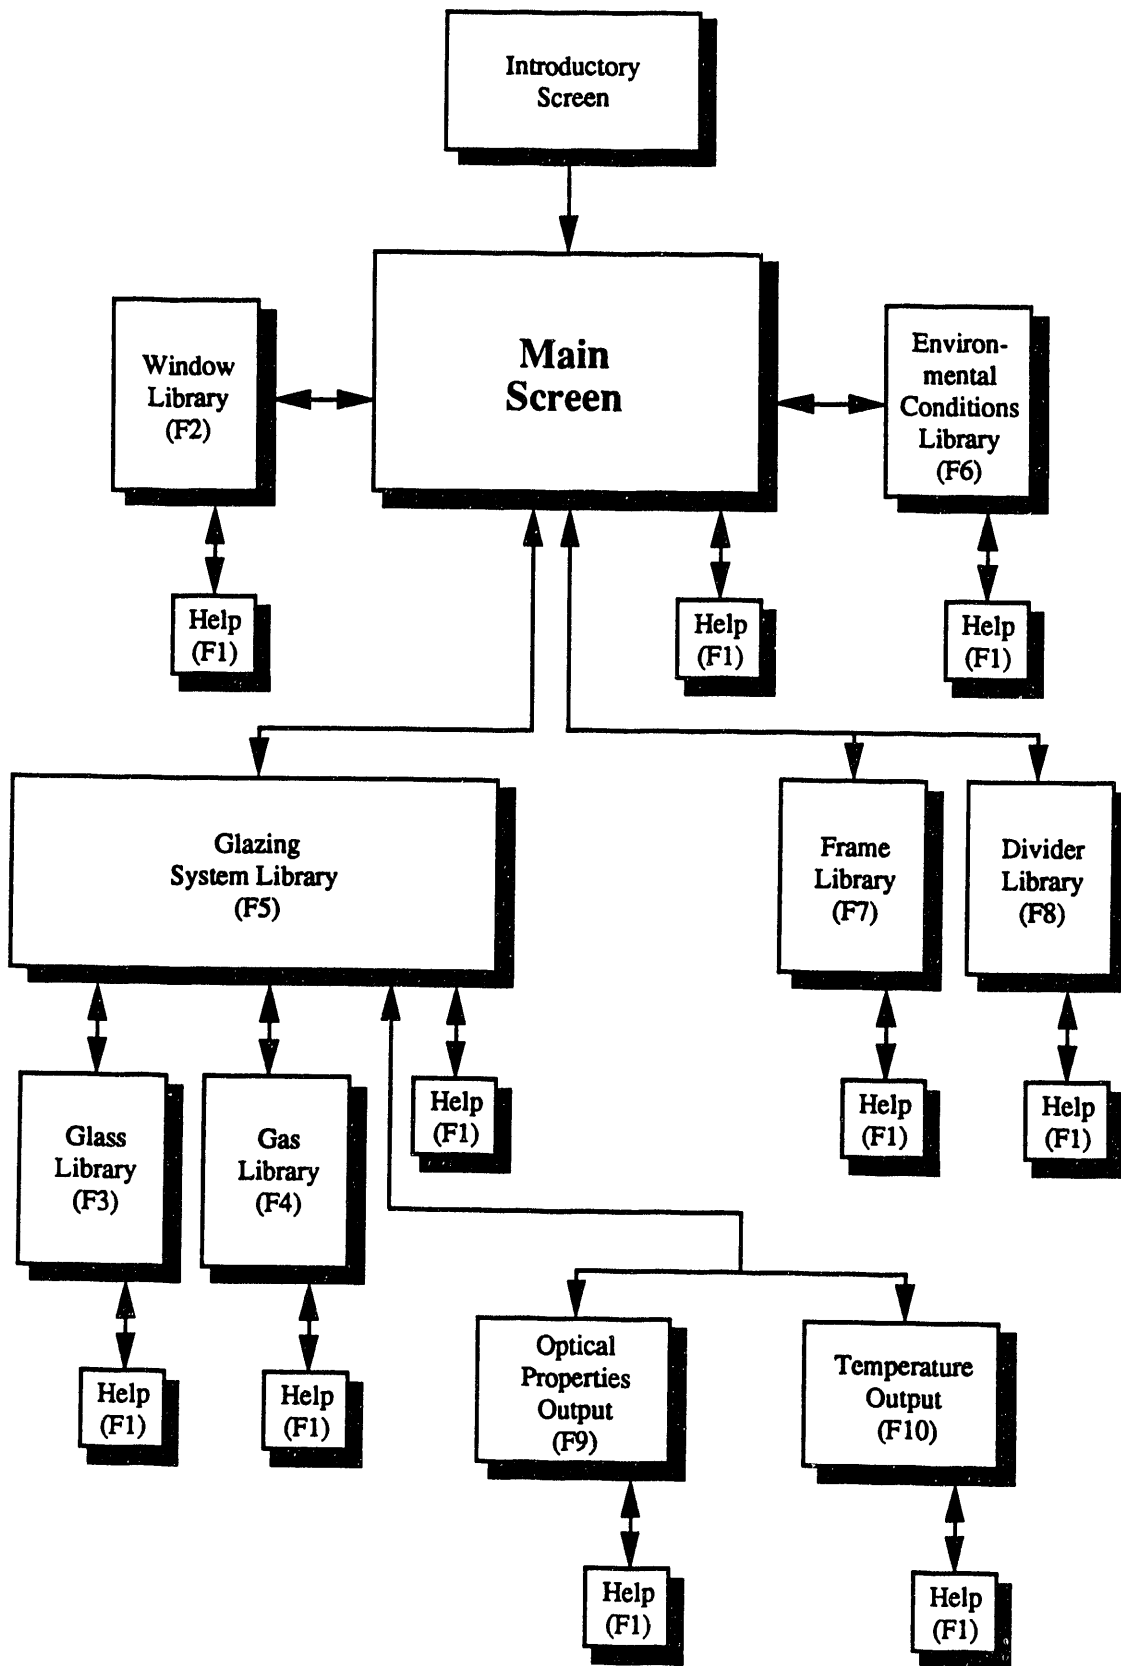 Introductory
Screen
Main
Screen
Window
Library
(F2)
Environ-
mental
Conditions
Library
(F6)
Help
(F1)
Help
(F1)
Help
(F1)
Glazing
System Library
(F5)
Frame
Library
(F7)
Divider
Library
(F8)
Glass
Library
(F3)
Gas
Library
(F4)
Help
(F1)
Help
(F1)
Help
(F1)
Optical
Properties
Output
(F9)
Temperature
Output
(F10)
Help
(F1)
Help
(F1)
Help
(F1)
Help
(F1)